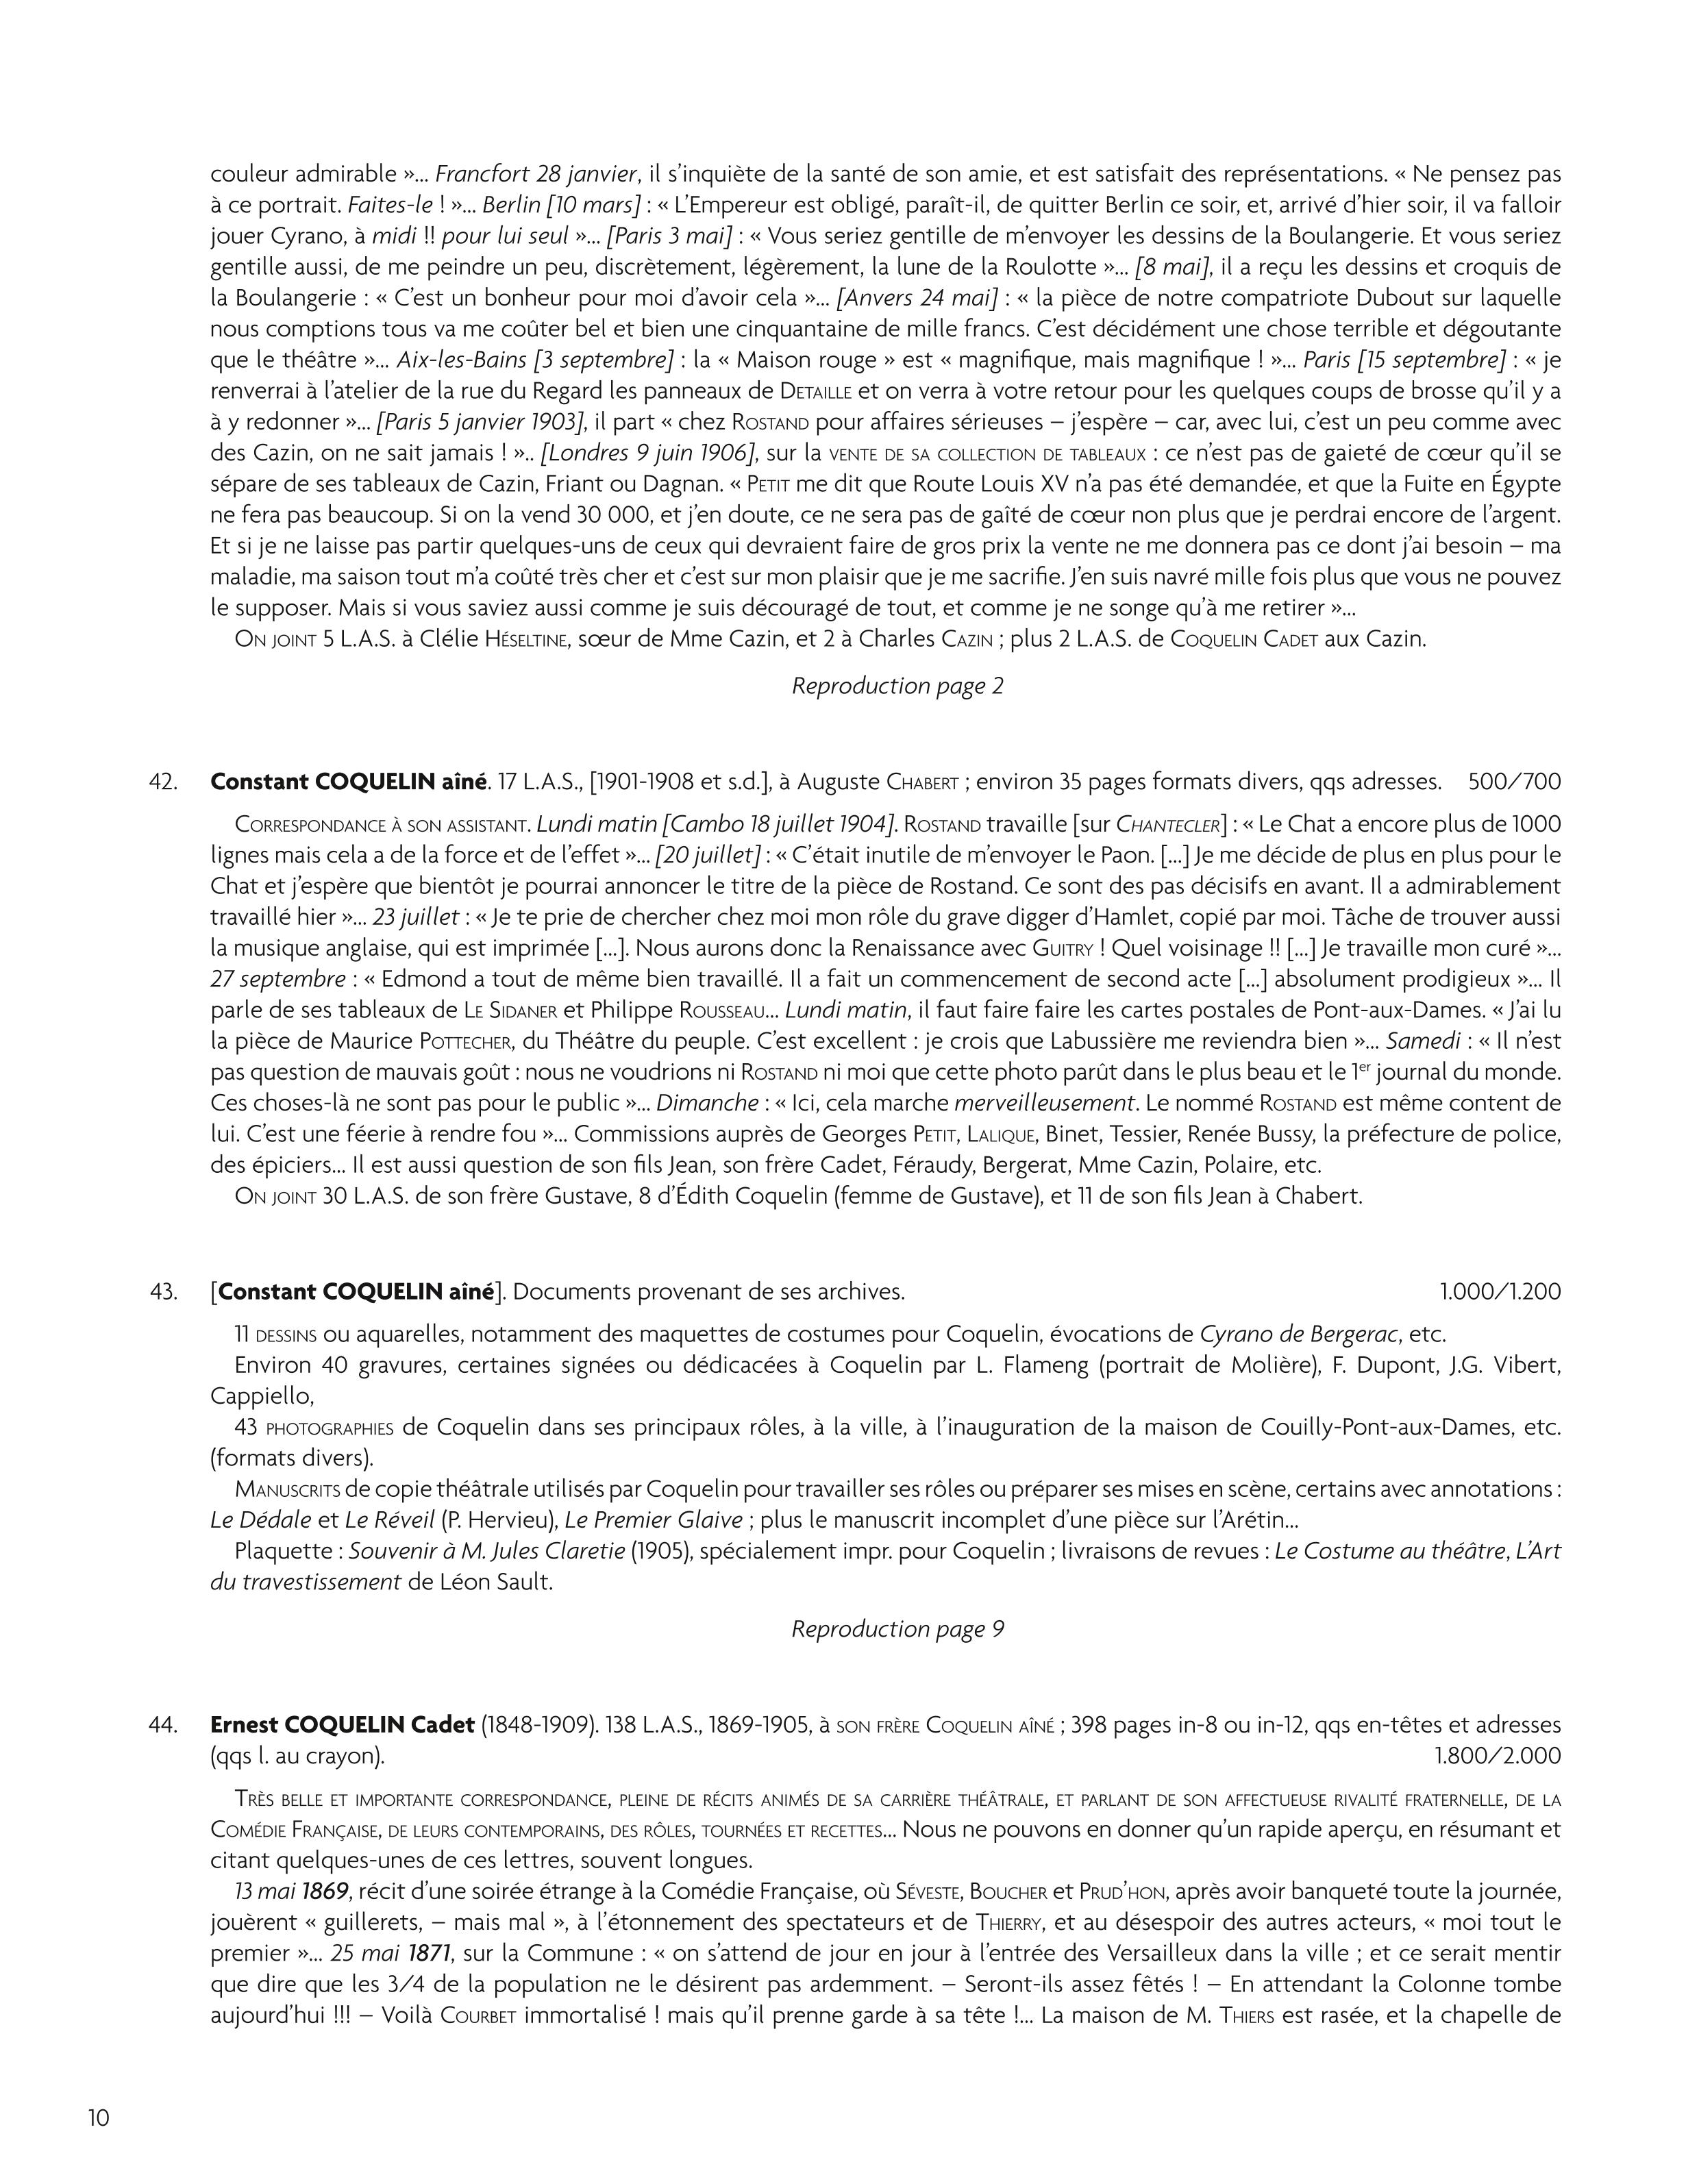 couleur admirable »... Francfort 28 janvier, il s’inquiète de la santé de son amie, et est satisfait des représentations. « Ne pensez pas
à ce portrait. Faites-le ! »... Berlin [10 mars] : « L’Empereur est obligé, paraît-il, de quitter Berlin ce soir, et, arrivé d’hier soir, il va falloir
jouer Cyrano, à midi !! pour lui seul »... [Paris 3 mai] : « Vous seriez gentille de m’envoyer les dessins de la Boulangerie. Et vous seriez
gentille aussi, de me peindre un peu, discrètement, légèrement, la lune de la Roulotte »... [8 mai], il a reçu les dessins et croquis de
la Boulangerie : « C’est un bonheur pour moi d’avoir cela »... [Anvers 24 mai] : « la pièce de notre compatriote Dubout sur laquelle
nous comptions tous va me coûter bel et bien une cinquantaine de mille francs. C’est décidément une chose terrible et dégoutante
que le théâtre »... Aix-les-Bains [3 septembre] : la « Maison rouge » est « magnifique, mais magnifique ! »... Paris [15 septembre] : « je
renverrai à l’atelier de la rue du Regard les panneaux de Detaille et on verra à votre retour pour les quelques coups de brosse qu’il y a
à y redonner »... [Paris 5 janvier 1903], il part « chez Rostand pour affaires sérieuses – j’espère – car, avec lui, c’est un peu comme avec
des Cazin, on ne sait jamais ! ».. [Londres 9 juin 1906], sur la vente de sa collection de tableaux : ce n’est pas de gaieté de cœur qu’il se
sépare de ses tableaux de Cazin, Friant ou Dagnan. « Petit me dit que Route Louis XV n’a pas été demandée, et que la Fuite en Égypte
ne fera pas beaucoup. Si on la vend 30 000, et j’en doute, ce ne sera pas de gaîté de cœur non plus que je perdrai encore de l’argent.
Et si je ne laisse pas partir quelques-uns de ceux qui devraient faire de gros prix la vente ne me donnera pas ce dont j’ai besoin – ma
maladie, ma saison tout m’a coûté très cher et c’est sur mon plaisir que je me sacrifie. J’en suis navré mille fois plus que vous ne pouvez
le supposer. Mais si vous saviez aussi comme je suis découragé de tout, et comme je ne songe qu’à me retirer »...
On joint 5 L.A.S. à Clélie Héseltine, sœur de Mme Cazin, et 2 à Charles Cazin ; plus 2 L.A.S. de Coquelin Cadet aux Cazin.
Reproduction page 2
42. Constant COQUELIN aîné. 17 L.A.S., [1901-1908 et s.d.], à Auguste Chabert ; environ 35 pages formats divers, qqs adresses. 500/700
Correspondance à son assistant. Lundi matin [Cambo 18 juillet 1904]. Rostand travaille [sur Chantecler] : « Le Chat a encore plus de 1000
lignes mais cela a de la force et de l’effet »... [20 juillet] : « C’était inutile de m’envoyer le Paon. [...] Je me décide de plus en plus pour le
Chat et j’espère que bientôt je pourrai annoncer le titre de la pièce de Rostand. Ce sont des pas décisifs en avant. Il a admirablement
travaillé hier »... 23 juillet : « Je te prie de chercher chez moi mon rôle du grave digger d’Hamlet, copié par moi. Tâche de trouver aussi
la musique anglaise, qui est imprimée [...]. Nous aurons donc la Renaissance avec Guitry ! Quel voisinage !! [...] Je travaille mon curé »...
27 septembre : « Edmond a tout de même bien travaillé. Il a fait un commencement de second acte [...] absolument prodigieux »... Il
parle de ses tableaux de Le Sidaner et Philippe Rousseau... Lundi matin, il faut faire faire les cartes postales de Pont-aux-Dames. « J’ai lu
la pièce de Maurice Pottecher, du Théâtre du peuple. C’est excellent : je crois que Labussière me reviendra bien »... Samedi : « Il n’est
pas question de mauvais goût : nous ne voudrions ni Rostand ni moi que cette photo parût dans le plus beau et le 1er journal du monde.
Ces choses-là ne sont pas pour le public »... Dimanche : « Ici, cela marche merveilleusement. Le nommé Rostand est même content de
lui. C’est une féerie à rendre fou »... Commissions auprès de Georges Petit, Lalique, Binet, Tessier, Renée Bussy, la préfecture de police,
des épiciers... Il est aussi question de son fils Jean, son frère Cadet, Féraudy, Bergerat, Mme Cazin, Polaire, etc.
On joint 30 L.A.S. de son frère Gustave, 8 d’Édith Coquelin (femme de Gustave), et 11 de son fils Jean à Chabert.
43. [Constant COQUELIN aîné]. Documents provenant de ses archives. 1.000/1.200
11 dessins ou aquarelles, notamment des maquettes de costumes pour Coquelin, évocations de Cyrano de Bergerac, etc.
Environ 40 gravures, certaines signées ou dédicacées à Coquelin par L. Flameng (portrait de Molière), F. Dupont, J.G. Vibert,
Cappiello,
43 photographies de Coquelin dans ses principaux rôles, à la ville, à l’inauguration de la maison de Couilly-Pont-aux-Dames, etc.
(formats divers).
Manuscrits de copie théâtrale utilisés par Coquelin pour travailler ses rôles ou préparer ses mises en scène, certains avec annotations :
Le Dédale et Le Réveil (P. Hervieu), Le Premier Glaive ; plus le manuscrit incomplet d’une pièce sur l’Arétin...
Plaquette : Souvenir à M. Jules Claretie (1905), spécialement impr. pour Coquelin ; livraisons de revues : Le Costume au théâtre, L’Art
du travestissement de Léon Sault.
Reproduction page 9
44. Ernest COQUELIN Cadet (1848-1909). 138 L.A.S., 1869-1905, à son frère Coquelin aîné ; 398 pages in-8 ou in-12, qqs en-têtes et adresses
(qqs l. au crayon). 1.800/2.000
Très belle et importante correspondance, pleine de récits animés de sa carrière théâtrale, et parlant de son affectueuse rivalité fraternelle, de la
Comédie Française, de leurs contemporains, des rôles, tournées et recettes... Nous ne pouvons en donner qu’un rapide aperçu, en résumant et
citant quelques-unes de ces lettres, souvent longues.
13 mai 1869, récit d’une soirée étrange à la Comédie Française, où Séveste, Boucher et Prud’hon, après avoir banqueté toute la journée,
jouèrent « guillerets, – mais mal », à l’étonnement des spectateurs et de Thierry, et au désespoir des autres acteurs, « moi tout le
premier »... 25 mai 1871, sur la Commune : « on s’attend de jour en jour à l’entrée des Versailleux dans la ville ; et ce serait mentir
que dire que les 3/4 de la population ne le désirent pas ardemment. – Seront-ils assez fêtés ! – En attendant la Colonne tombe
aujourd’hui !!! – Voilà Courbet immortalisé ! mais qu’il prenne garde à sa tête !... La maison de M. Thiers est rasée, et la chapelle de
10